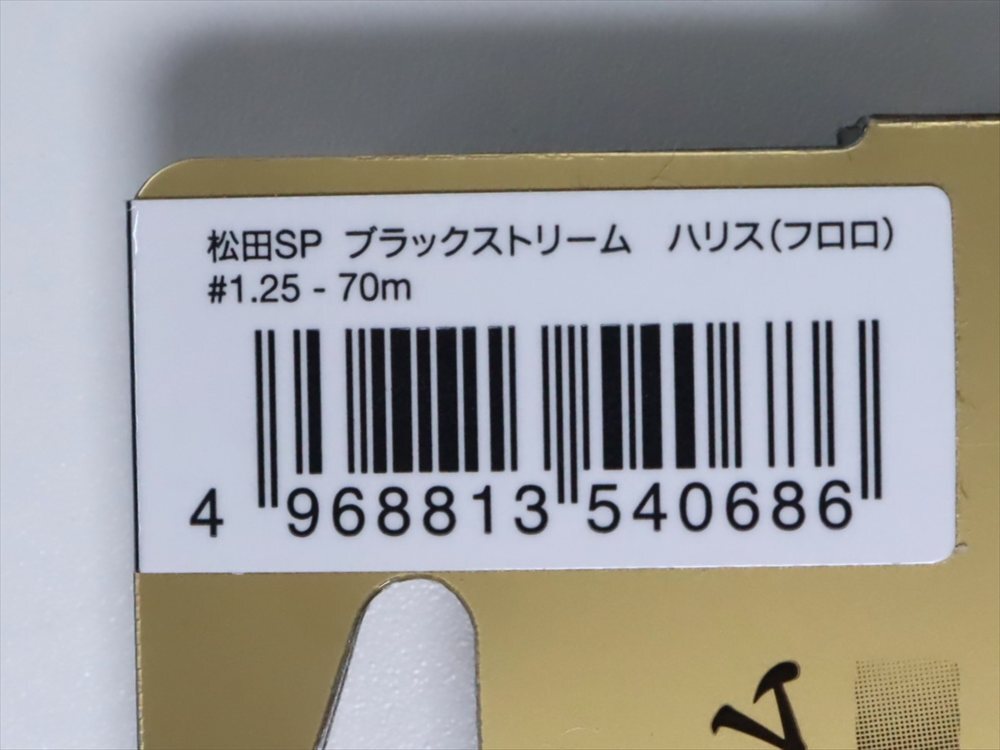 松田SP ブラックストリーム ハリス（フロロ）
#1.25 - 70m
4 968813 540686